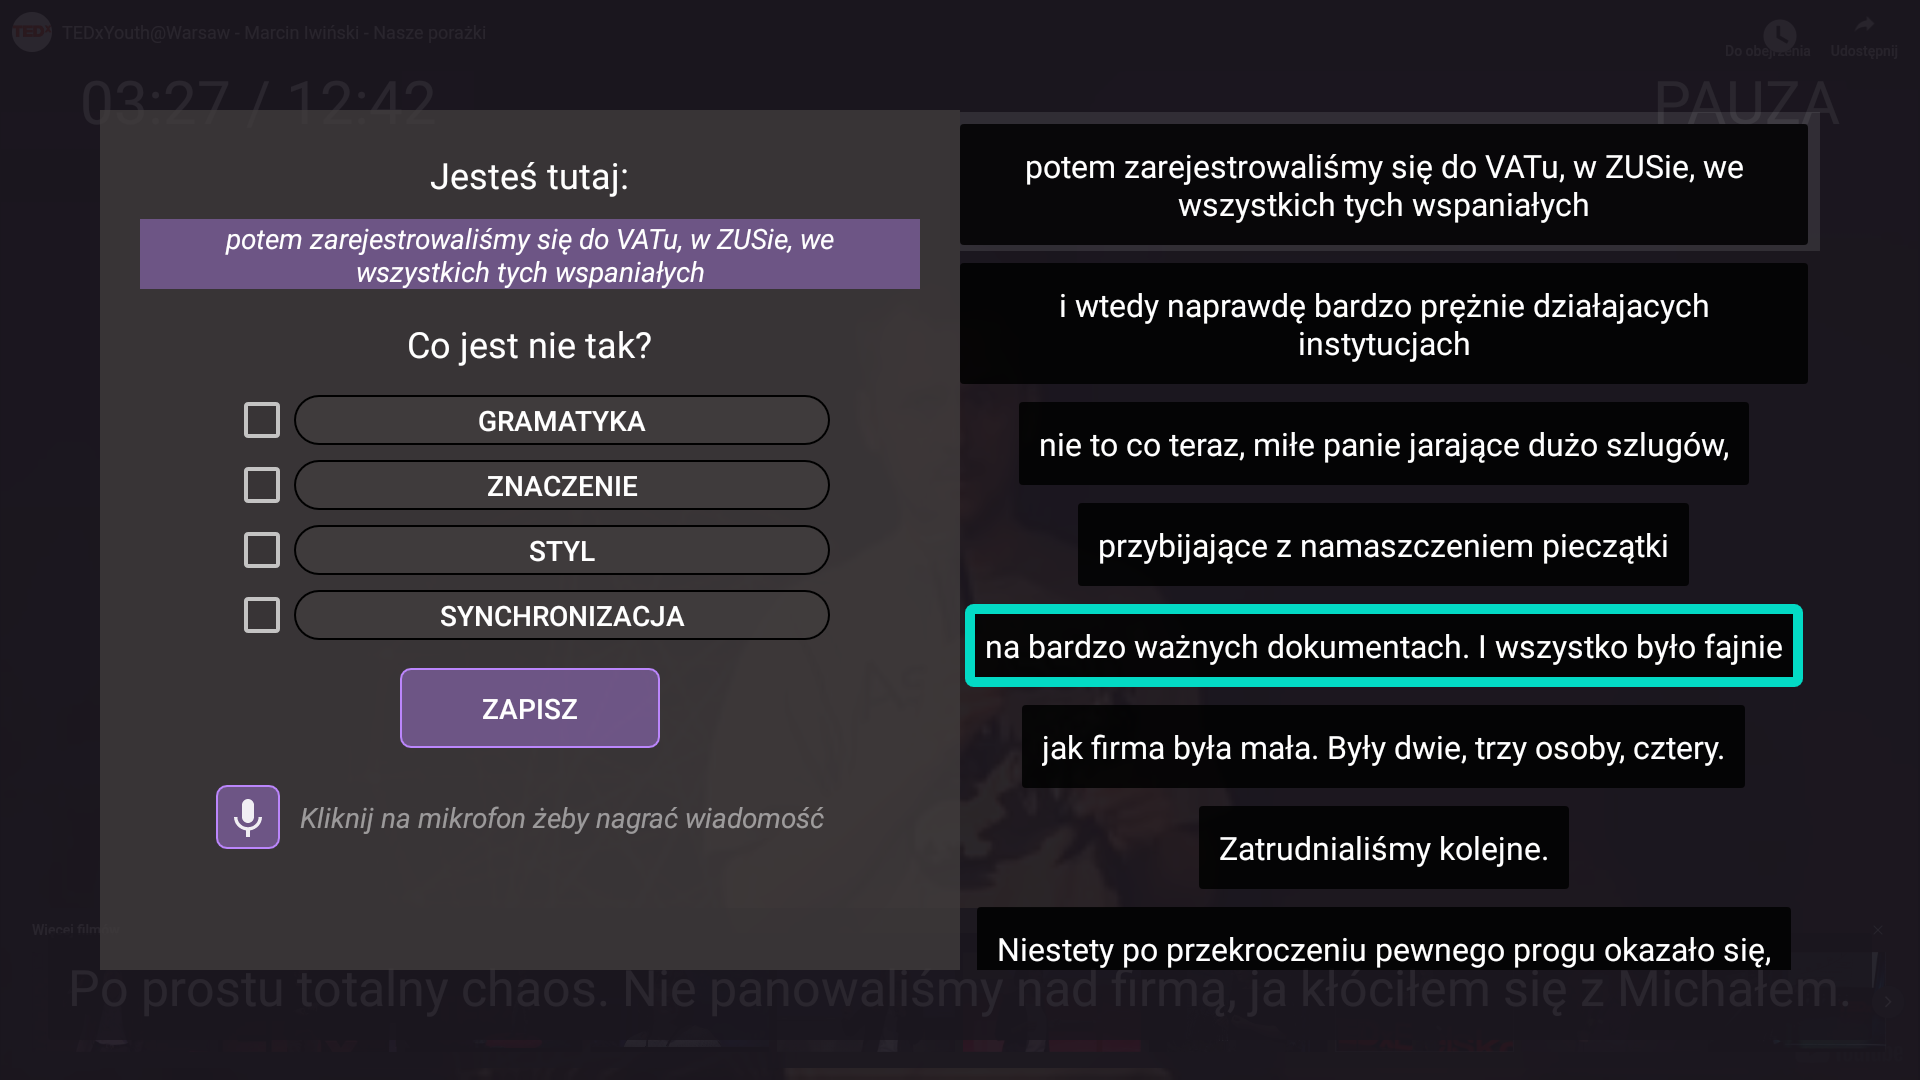 TEDx
TEDxYouth@Warsaw - Marcin Iwiński - Nasze porażki
Do obejrzenia
Udostępnij
03:27 / 12:42
PAUZA
Jesteś tutaj:
potem zarejestrowaliśmy się do VATu, w ZUSie, we
wszystkich tych wspaniałych
Co jest nie tak?
GRAMATYKA
ZNACZENIE
STYL
SYNCHRONIZACJA
ZAPISZ
Kliknij na mikrofon żeby nagrać wiadomość
potem zarejestrowaliśmy się do VATu, w ZUSie, we
wszystkich tych wspaniałych
i wtedy naprawdę bardzo prężnie działajacych
instytucjach
nie to co teraz, miłe panie jarające dużo szlugów,
przybijające z namaszczeniem pieczątki
na bardzo ważnych dokumentach. I wszystko było fajnie
jak firma była mała. Były dwie, trzy osoby, cztery.
Zatrudnialiśmy kolejne.
Niestety po przekroczeniu pewnego progu okazało się,
Więcej film
Po prostu totalny chaos. Nie panowaliśmy nad firmą, ja kłóciłem się z Michałem.